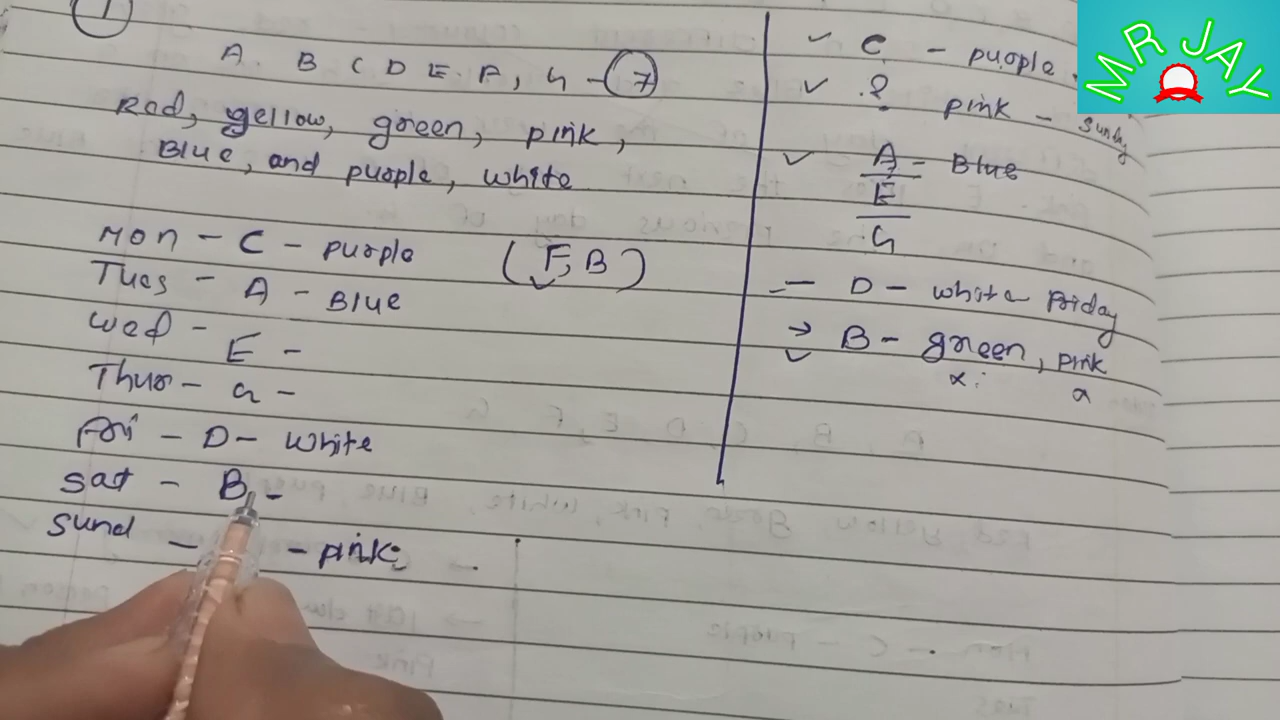 1
A. B C D E. F, G - 7
Red, yellow, green, pink,
Blue, and purple, white
Mon - C - purple (F, B)
Tues - A - Blue
Wed - E -
Thur - G -
Fri - D - White
Sat - B -
Sund - - pink
C - purple
? pink - Sunday
A - Blue
E
G
- D - white Friday
→ B - green, pink
x x
MR JAY